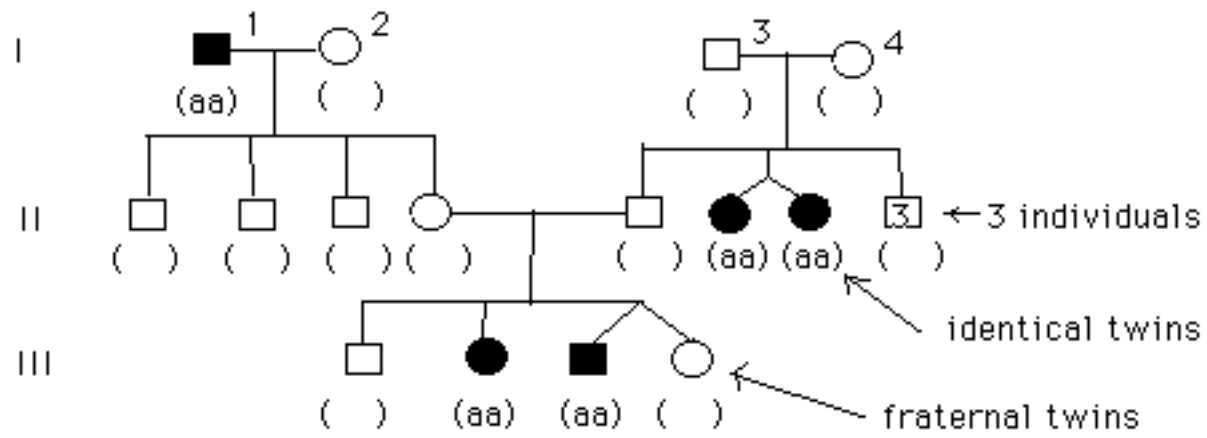 I 1 2 3 4
(aa) ( ) ( ) ( )
II 3 ←3 individuals
( ) ( ) ( ) ( ) ( ) (aa) (aa) ( )
identical twins
III
( ) (aa) (aa) ( ) fraternal twins